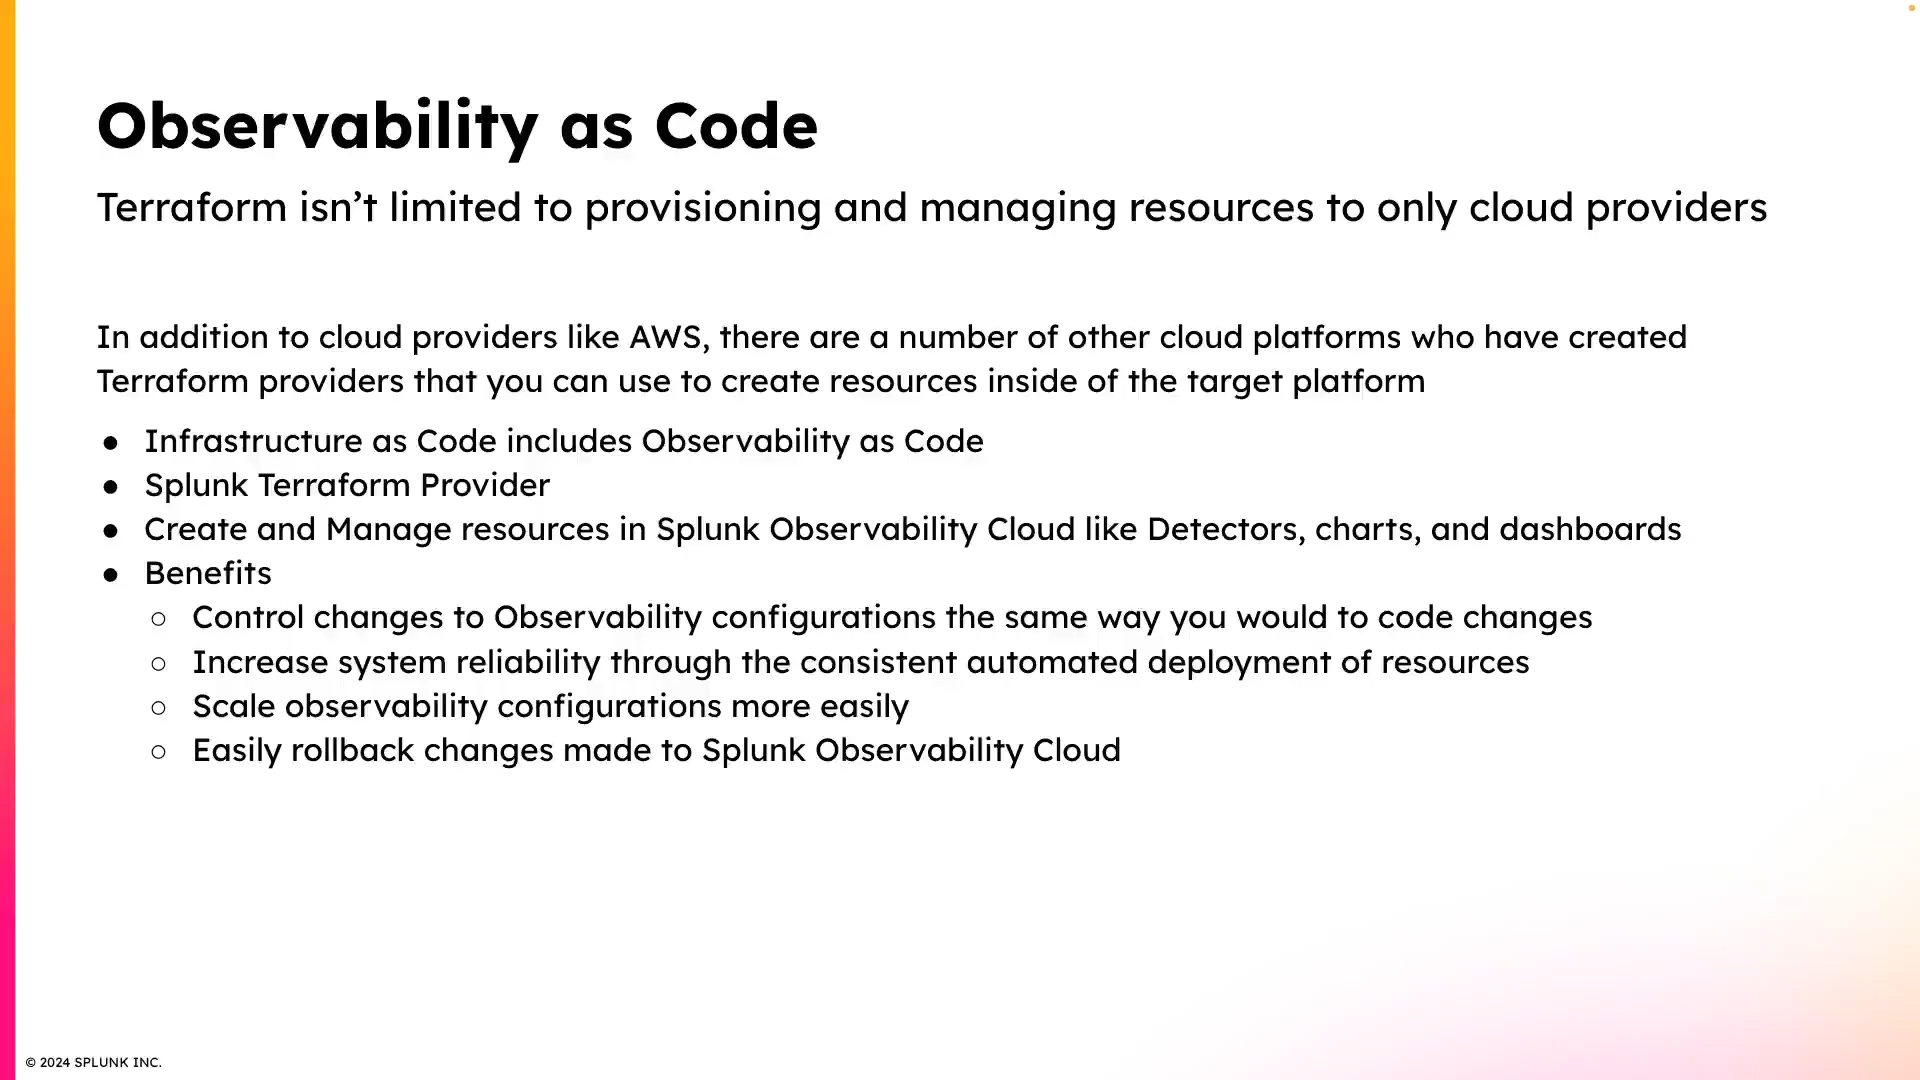 Observability as Code
Terraform isn’t limited to provisioning and managing resources to only cloud providers
In addition to cloud providers like AWS, there are a number of other cloud platforms who have created
Terraform providers that you can use to create resources inside of the target platform
● Infrastructure as Code includes Observability as Code
● Splunk Terraform Provider
● Create and Manage resources in Splunk Observability Cloud like Detectors, charts, and dashboards
● Benefits
○ Control changes to Observability configurations the same way you would to code changes
○ Increase system reliability through the consistent automated deployment of resources
○ Scale observability configurations more easily
○ Easily rollback changes made to Splunk Observability Cloud
© 2024 SPLUNK INC.